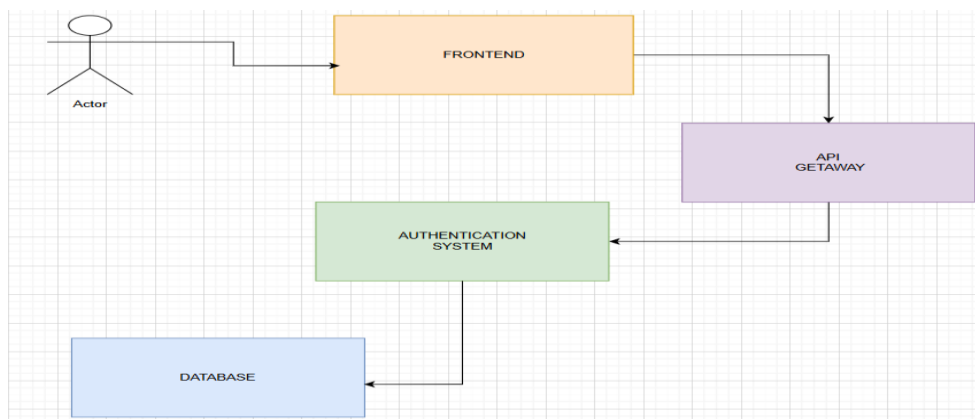 FRONTEND
Actor
API
GETAWAY
AUTHENTICATION
SYSTEM
DATABASE